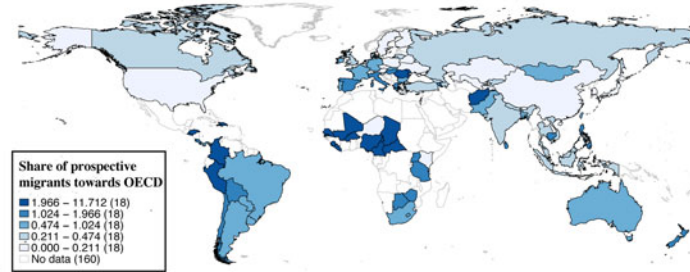 Share of prospective
migrants towards OECD
1.966 − 11.712 (18)
1.024 − 1.966 (18)
0.474 − 1.024 (18)
0.211 − 0.474 (18)
0.000 − 0.211 (18)
No data (160)